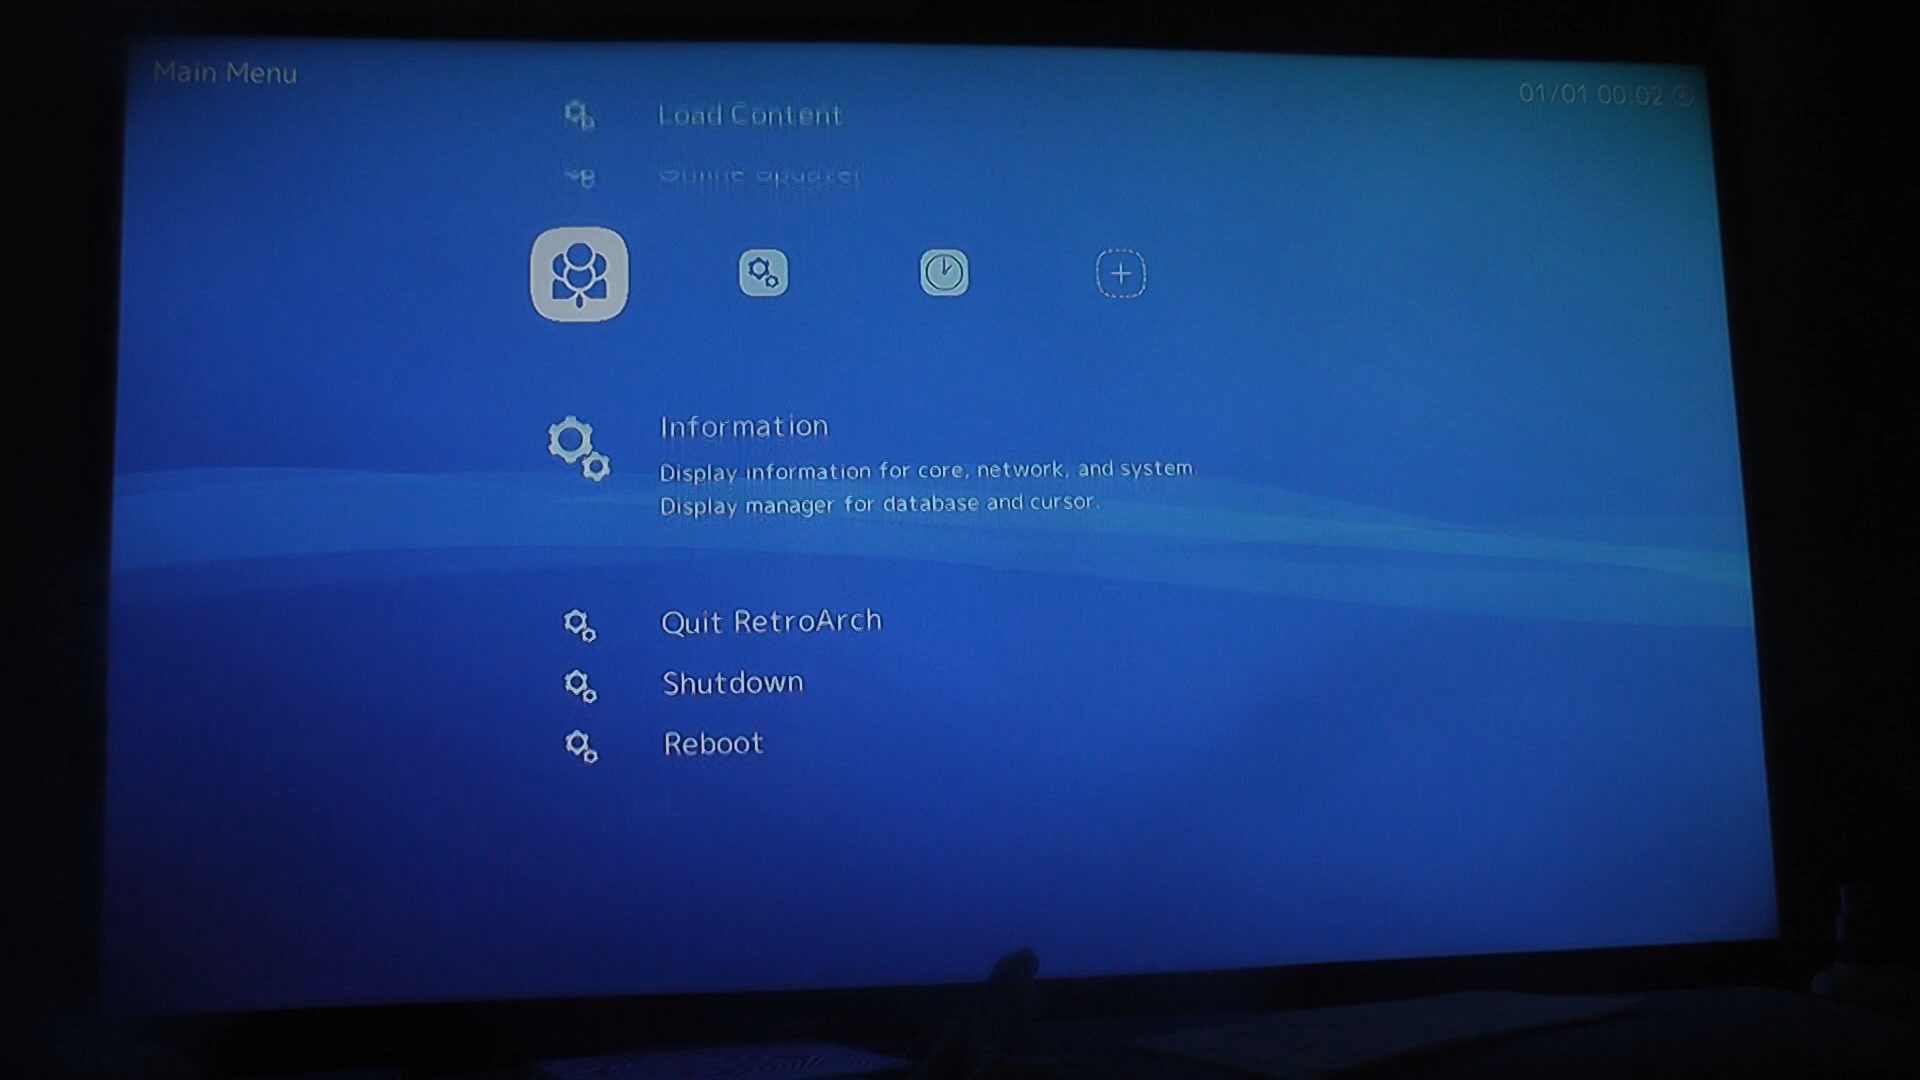 Main Menu
01/01 00:02
Load Content
Information
Display information for core, network, and system.
Display manager for database and cursor.
Quit RetroArch
Shutdown
Reboot